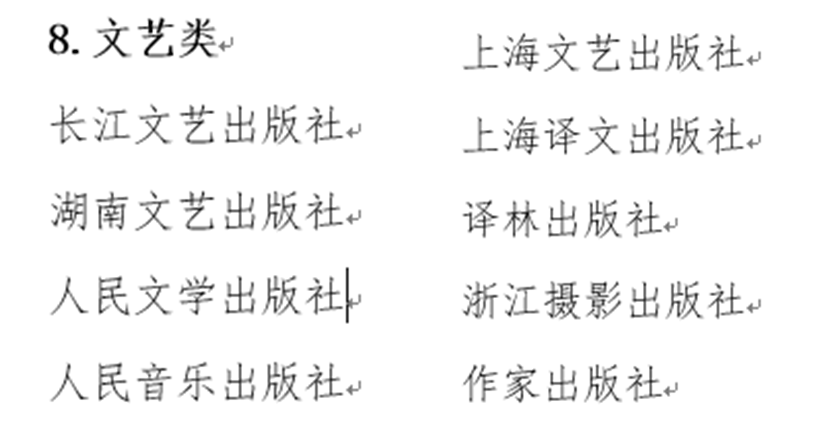 8. 文艺类
长江文艺出版社
湖南文艺出版社
人民文学出版社
人民音乐出版社
上海文艺出版社
上海译文出版社
译林出版社
浙江摄影出版社
作家出版社